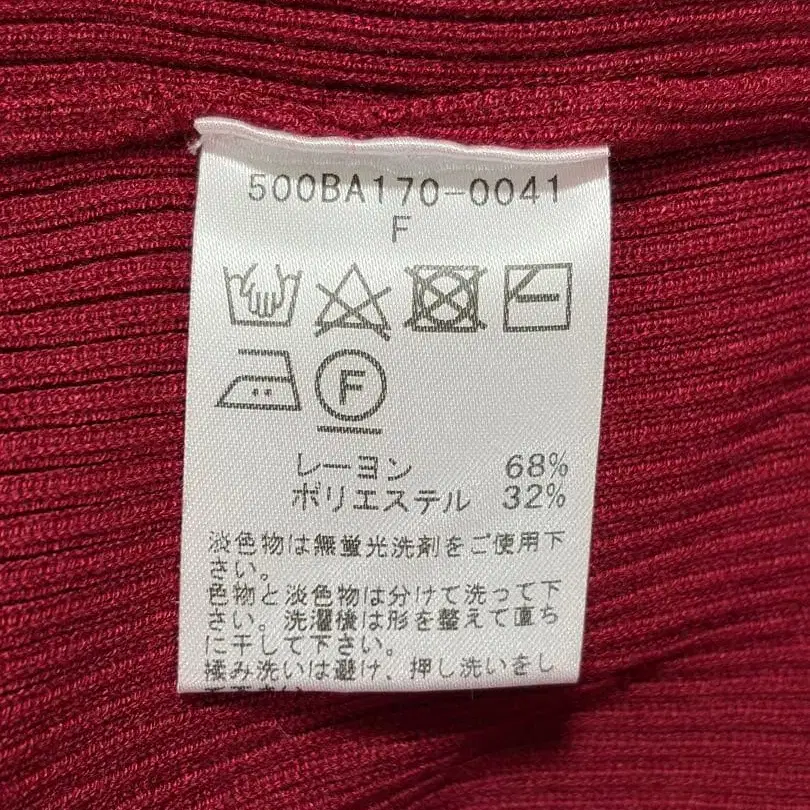 500BA170-0041
F
F
レーヨン 68%
ポリエステル 32%
淡色物は無蛍光洗剤をご使用下
さい。
色物と淡色物は分けて洗って下
さい。洗濯後は形を整えて直ち
に干して下さい。
揉み洗いは避け、押し洗いをし
て下さい。